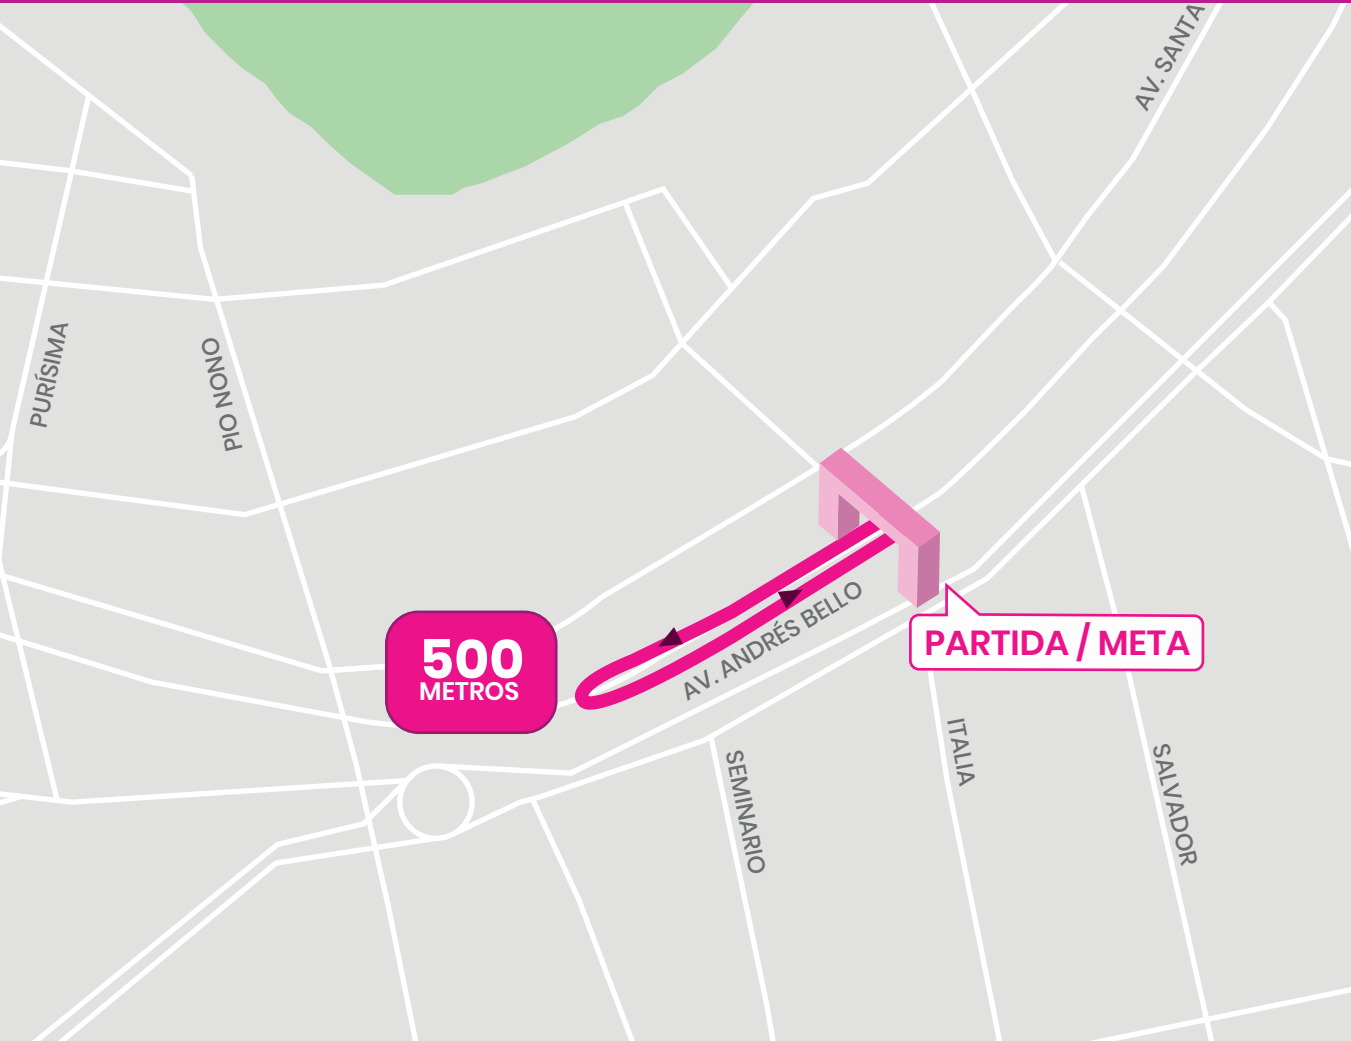 AV. SANTA
PURÍSIMA
PIO NONO
500
METROS
AV. ANDRÉS BELLO
PARTIDA / META
SEMINARIO
ITALIA
SALVADOR